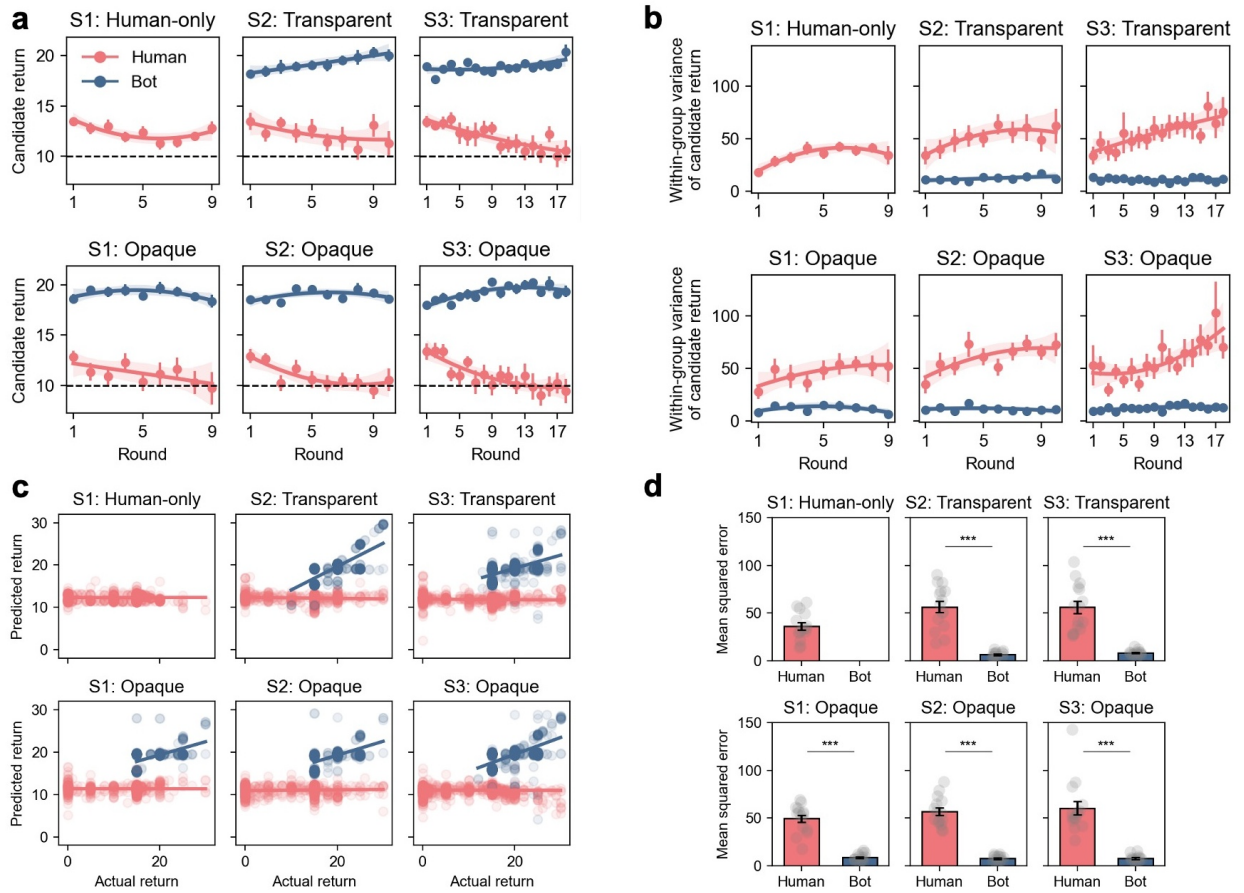 a
S1: Human-only S2: Transparent S3: Transparent
Candidate return
20
15
10
Human
Bot
1 5 9 1 5 9 1 5 9 13 17
S1: Opaque S2: Opaque S3: Opaque
Candidate return
20
15
10
1 5 9 1 5 9 1 5 9 13 17
Round Round Round
b
S1: Human-only S2: Transparent S3: Transparent
Within-group variance
of candidate return
100
50
0
1 5 9 1 5 9 1 5 9 13 17
S1: Opaque S2: Opaque S3: Opaque
Within-group variance
of candidate return
100
50
0
1 5 9 1 5 9 1 5 9 13 17
Round Round Round
c
S1: Human-only S2: Transparent S3: Transparent
Predicted return
30
20
10
0
0 20 20 0 20
S1: Opaque S2: Opaque S3: Opaque
Predicted return
30
20
10
0
0 20 0 20
Actual return Actual return Actual return
d
S1: Human-only S2: Transparent S3: Transparent
Mean squared error
150
100
50
0
*** ***
Human Bot Human Bot Human Bot
S1: Opaque S2: Opaque S3: Opaque
Mean squared error
150
100
50
0
*** *** ***
Human Bot Human Bot Human Bot